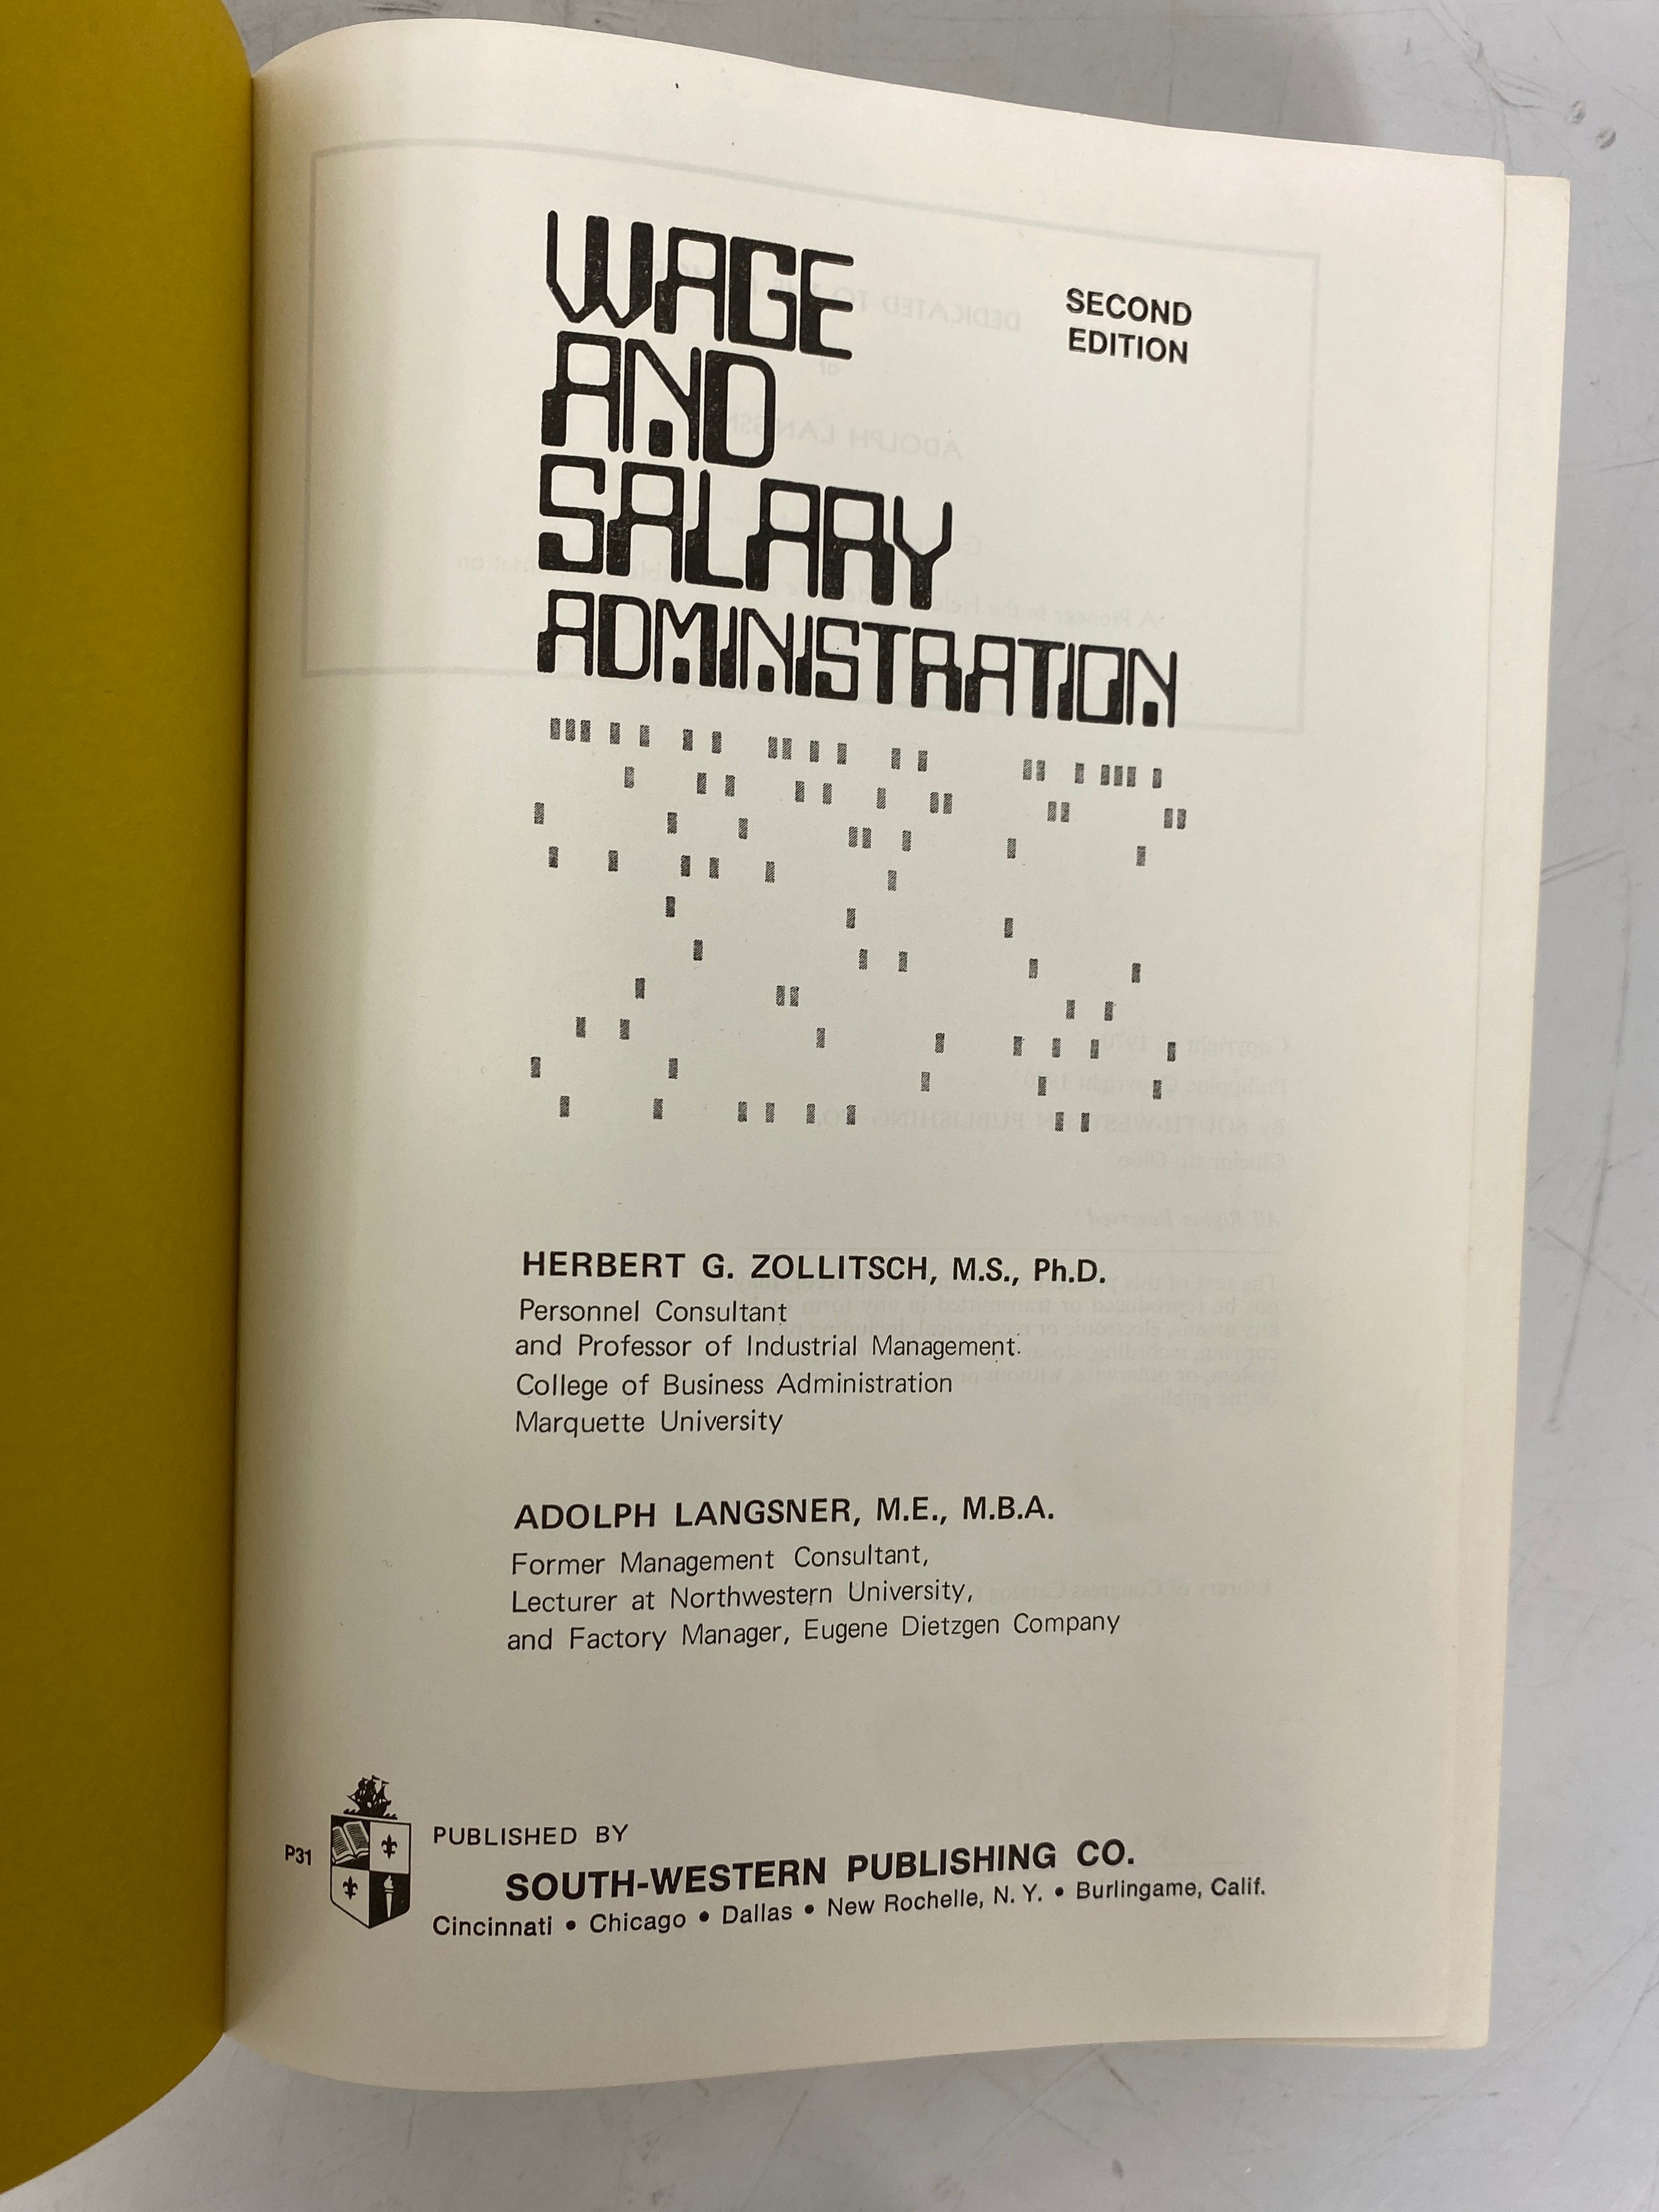 WAGE
AND
SALARY
ADMINISTRATION
SECOND
EDITION
HERBERT G. ZOLLITSCH, M.S., Ph.D.
Personnel Consultant
and Professor of Industrial Management
College of Business Administration
Marquette University
ADOLPH LANGSNER, M.E., M.B.A.
Former Management Consultant,
Lecturer at Northwestern University,
and Factory Manager, Eugene Dietzgen Company
P31
PUBLISHED BY
SOUTH-WESTERN PUBLISHING CO.
Cincinnati • Chicago • Dallas • New Rochelle, N. Y. • Burlingame, Calif.